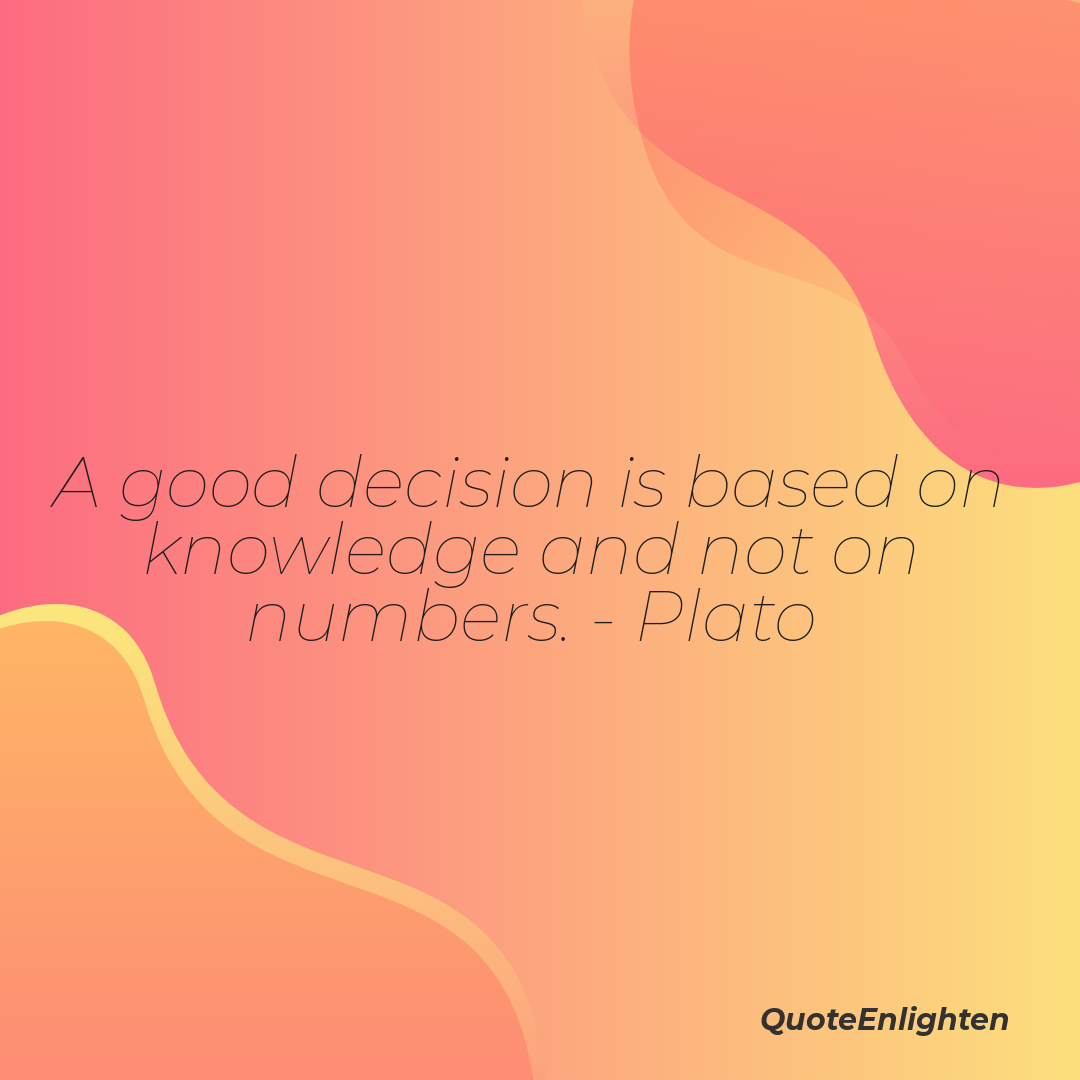 A good decision is based on
knowledge and not on
numbers. - Plato
QuoteEnlighten